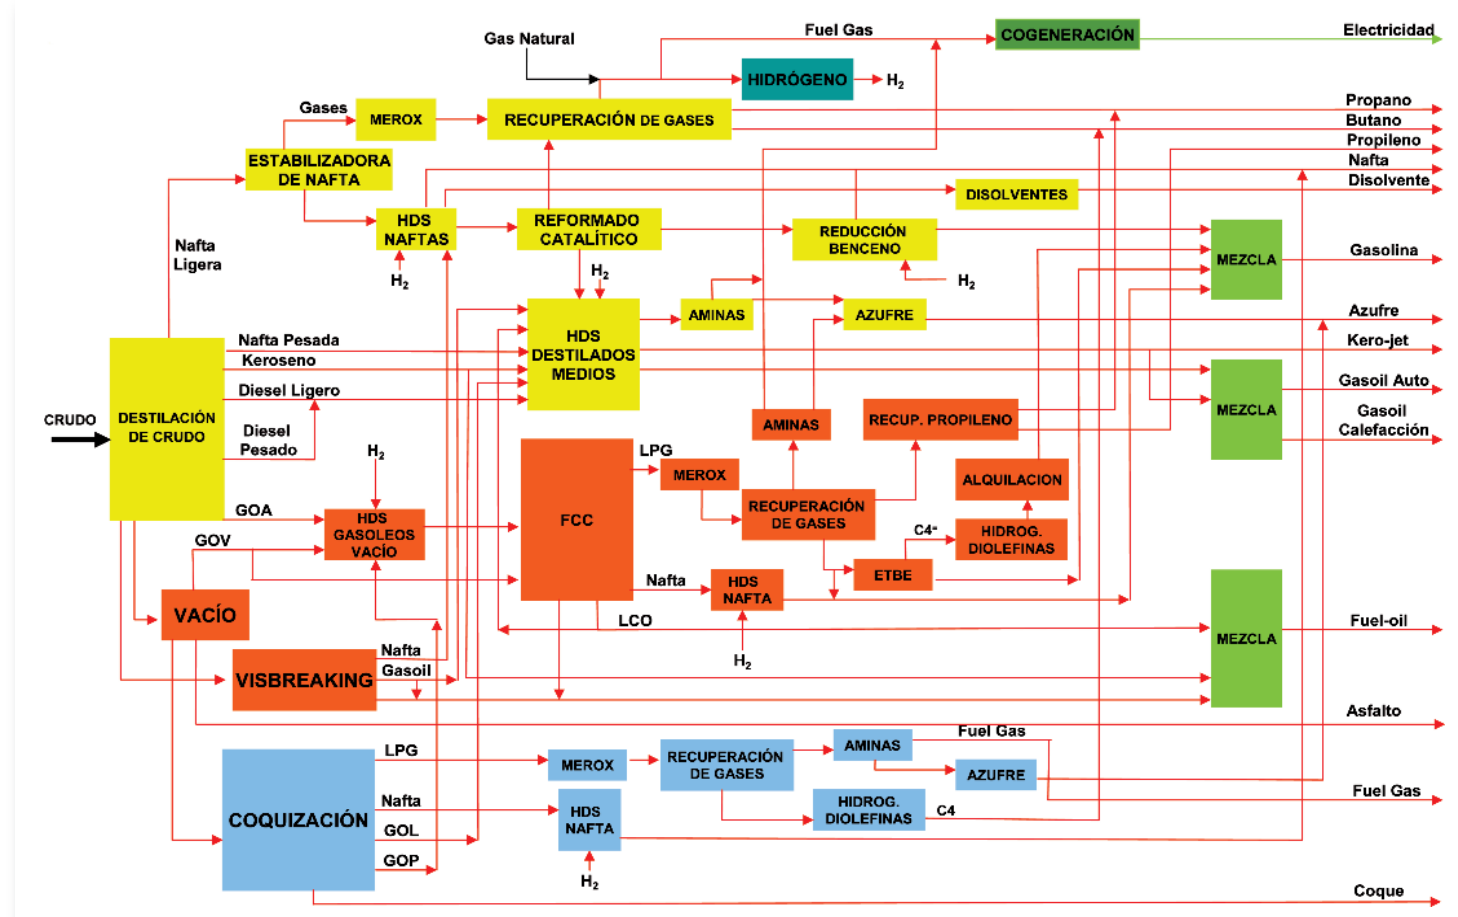 Fuel Gas
Electricidad
Gas Natural
COGENERACIÓN
HIDRÓGENO
H2
Gases
MEROX
RECUPERACIÓN DE GASES
Propano
Butano
Propileno
Nafta
Disolvente
ESTABILIZADORA
DE NAFTA
DISOLVENTES
HDS
NAFTAS
REFORMADO
CATALÍTICO
REDUCCIÓN
BENCENO
Nafta
Ligera
H2
H2
H2
MEZCLA
Gasolina
AMINAS
AZUFRE
Azufre
HDS
DESTILADOS
MEDIOS
Nafta Pesada
Keroseno
Kero-jet
Diesel Ligero
Gasoil Auto
CRUDO
DESTILACIÓN
DE CRUDO
Diesel
Pesado
MEZCLA
Gasoil
Calefacción
AMINAS
RECUP. PROPILENO
H2
LPG
MEROX
ALQUILACION
RECUPERACIÓN
DE GASES
GOA
HDS
GASOLEOS
VACÍO
FCC
C4=
HIDROG.
DIOLEFINAS
GOV
ETBE
Nafta
HDS
NAFTA
VACÍO
LCO
MEZCLA
Fuel-oil
H2
Nafta
Gasoil
VISBREAKING
Asfalto
Fuel Gas
LPG
MEROX
RECUPERACIÓN
DE GASES
AMINAS
AZUFRE
Fuel Gas
COQUIZACIÓN
Nafta
HDS
NAFTA
HIDROG.
DIOLEFINAS
C4
GOL
GOP
H2
Coque